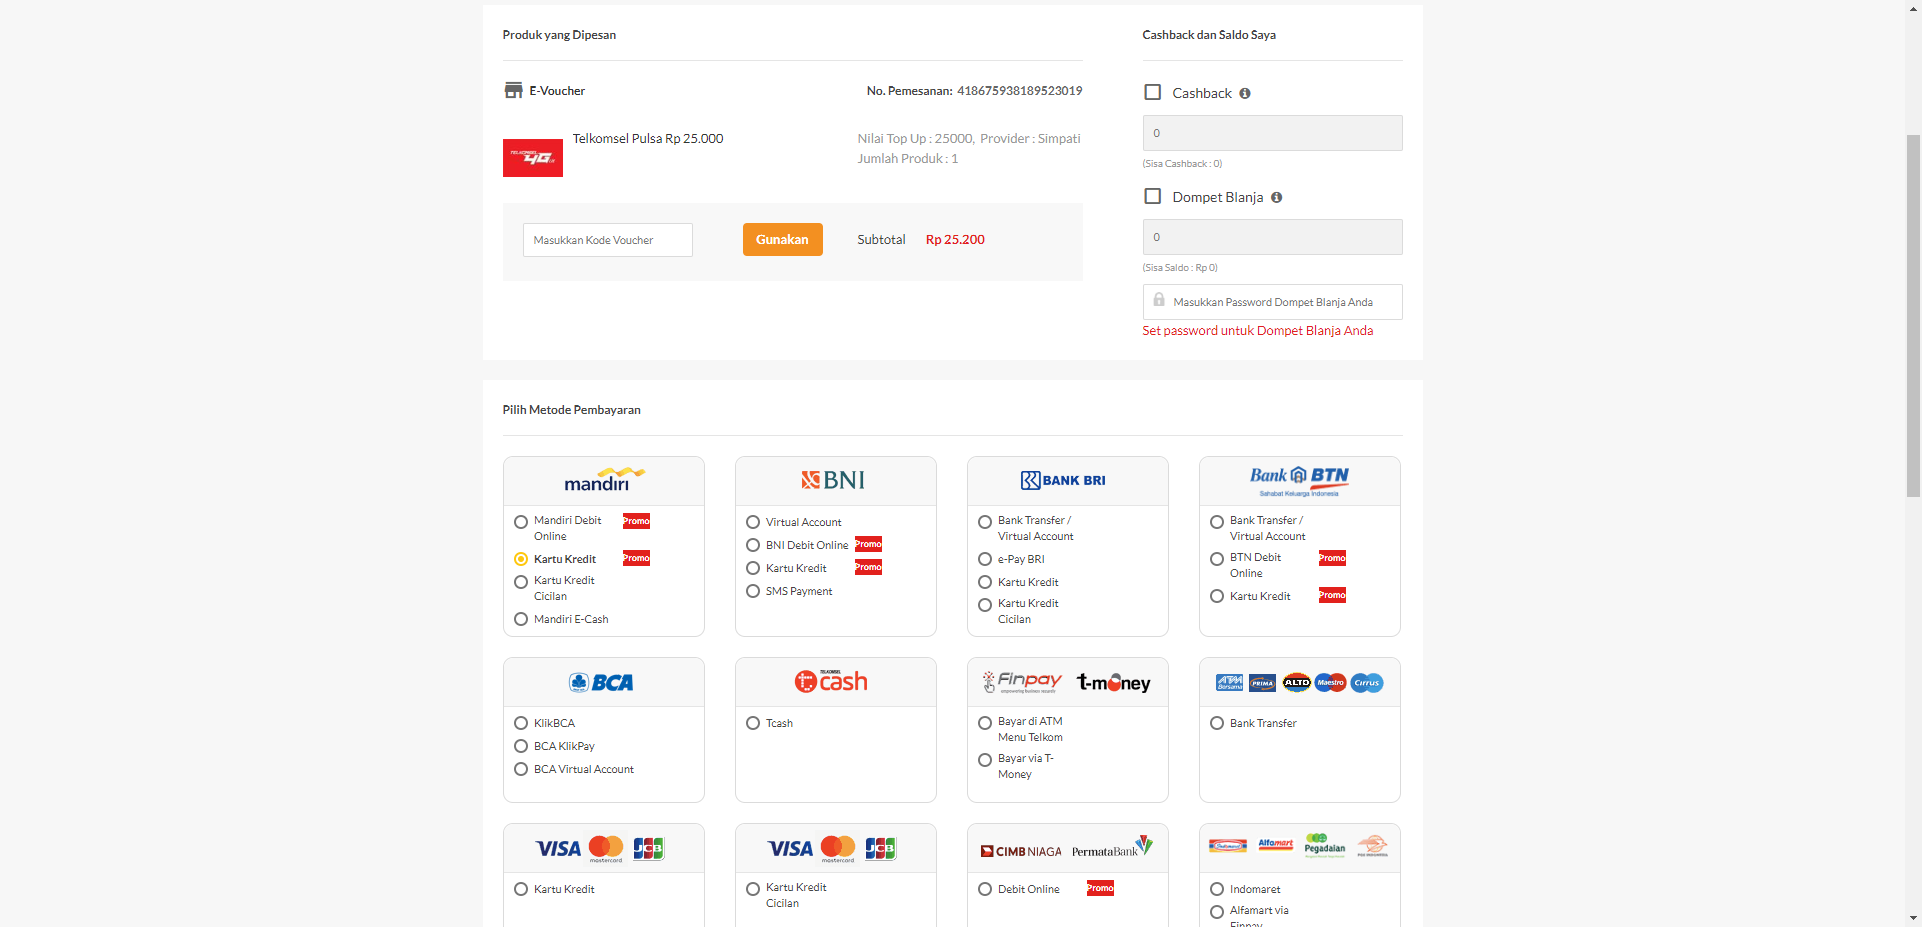 Produk yang Dipesan
Cashback dan Saldo Saya
E-Voucher
No. Pemesanan: 418675938189523019
Cashback
0
(Sisa Cashback : 0)
TELKOMSEL
4G
Telkomsel Pulsa Rp 25.000
Nilai Top Up : 25000, Provider : Simpati
Jumlah Produk : 1
Dompet Blanja
0
(Sisa Saldo : Rp 0)
Masukkan Kode Voucher
Gunakan
Subtotal
Rp 25.200
Masukkan Password Dompet Blanja Anda
Set password untuk Dompet Blanja Anda
Pilih Metode Pembayaran
mandiri
Mandiri Debit
Online
Promo
Kartu Kredit
Promo
Kartu Kredit
Cicilan
Mandiri E-Cash
BNI
Virtual Account
BNI Debit Online
Promo
Kartu Kredit
Promo
SMS Payment
BANK BRI
Bank Transfer /
Virtual Account
e-Pay BRI
Kartu Kredit
Kartu Kredit
Cicilan
Bank BTN
Sahabat Keluarga Indonesia
Bank Transfer /
Virtual Account
BTN Debit
Online
Promo
Kartu Kredit
Promo
BCA
KlikBCA
BCA KlikPay
BCA Virtual Account
TELKOMSEL
tcash
Tcash
Finpay
t-money
Bayar di ATM
Menu Telkom
Bayar via T-
Money
ATM
Bersama
PRIMA
ALTO
Maestro
Cirrus
Bank Transfer
VISA
mastercard
JCB
Kartu Kredit
VISA
mastercard
JCB
Kartu Kredit
Cicilan
CIMB NIAGA
PermataBank
Debit Online
Promo
Indomaret
Alfamart
Pegadaian
Indomaret
Alfamart via
Finpay